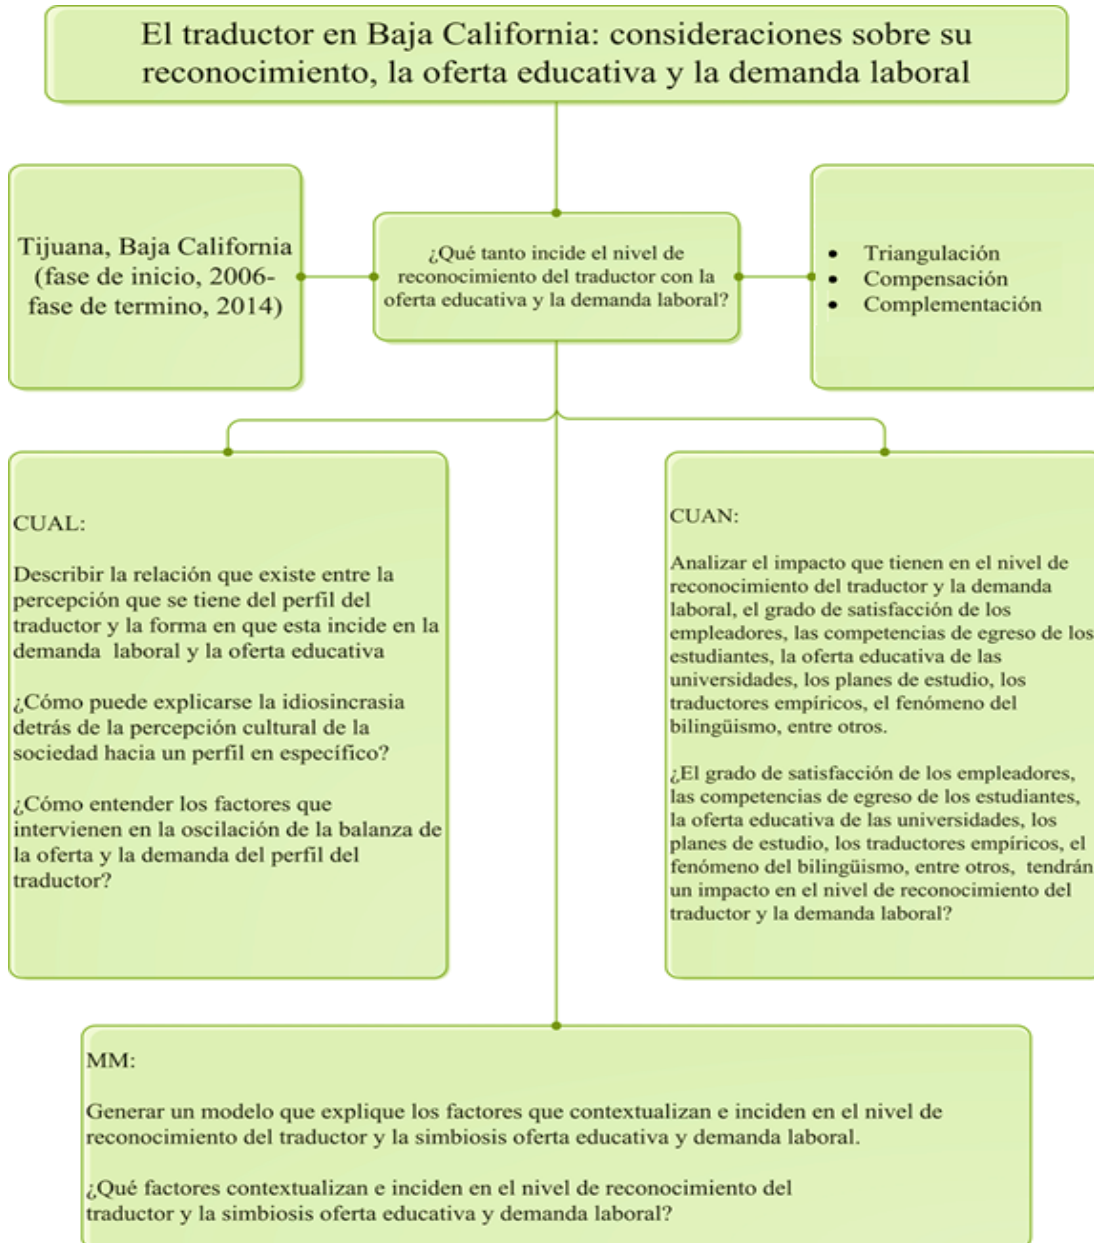 El traductor en Baja California: consideraciones sobre su
reconocimiento, la oferta educativa y la demanda laboral
Tijuana, Baja California
(fase de inicio, 2006-
fase de termino, 2014)
¿Qué tanto incide el nivel de
reconocimiento del traductor con la
oferta educativa y la demanda laboral?
• Triangulación
• Compensación
• Complementación
CUAL:
Describir la relación que existe entre la
percepción que se tiene del perfil del
traductor y la forma en que esta incide en la
demanda laboral y la oferta educativa
¿Cómo puede explicarse la idiosincrasia
detrás de la percepción cultural de la
sociedad hacia un perfil en específico?
¿Cómo entender los factores que
intervienen en la oscilación de la balanza de
la oferta y la demanda del perfil del
traductor?
CUAN:
Analizar el impacto que tienen en el nivel de
reconocimiento del traductor y la demanda
laboral, el grado de satisfacción de los
empleadores, las competencias de egreso de los
estudiantes, la oferta educativa de las
universidades, los planes de estudio, los
traductores empíricos, el fenómeno del
bilingüismo, entre otros.
¿El grado de satisfacción de los empleadores,
las competencias de egreso de los estudiantes,
la oferta educativa de las universidades, los
planes de estudio, los traductores empíricos, el
fenómeno del bilingüismo, entre otros, tendrán
un impacto en el nivel de reconocimiento del
traductor y la demanda laboral?
MM:
Generar un modelo que explique los factores que contextualizan e inciden en el nivel de
reconocimiento del traductor y la simbiosis oferta educativa y demanda laboral.
¿Qué factores contextualizan e inciden en el nivel de reconocimiento del
traductor y la simbiosis oferta educativa y demanda laboral?